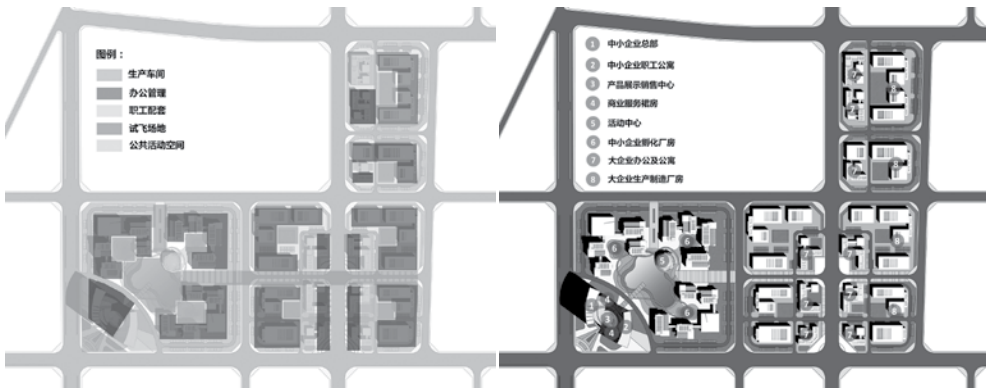 图例：
生产车间
办公管理
职工配套
试飞场地
公共活动空间
1 中小企业总部
2 中小企业职工公寓
3 产品展示销售中心
4 商业服务裙房
5 活动中心
6 中小企业孵化厂房
7 大企业办公及公寓
8 大企业生产制造厂房